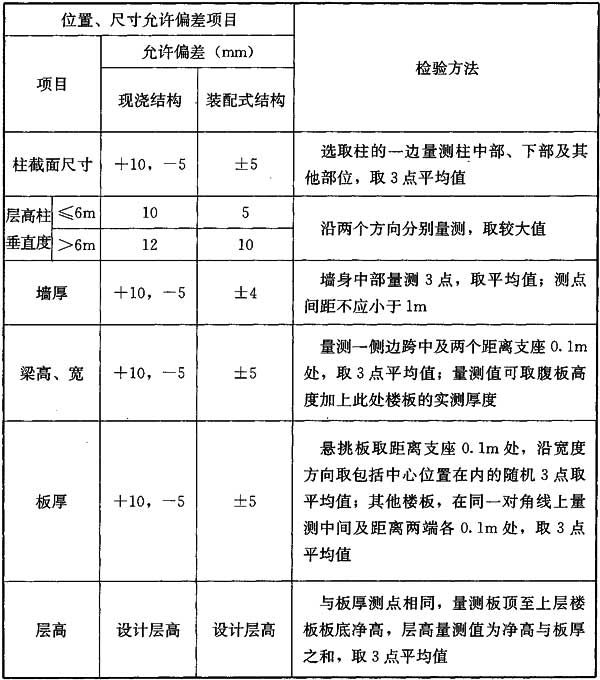 位置、尺寸允许偏差项目
项目
允许偏差（mm）
检验方法
现浇结构
装配式结构
柱截面尺寸
＋10，－5
±5
选取柱的一边量测柱中部、下部及其
他部位，取3点平均值
层高柱
垂直度
≤6m
10
5
沿两个方向分别量测，取较大值
＞6m
12
10
墙厚
＋10，－5
±4
墙身中部量测3点，取平均值；测点
间距不应小于1m
梁高、宽
＋10，－5
±5
量测一侧边跨中及两个距离支座0.1m
处，取3点平均值；量测值可取腹板高
度加上此处楼板的实测厚度
板厚
＋10，－5
±5
悬挑板取距离支座0.1m处，沿宽度
方向取包括中心位置在内的随机3点取
平均值；其他楼板，在同一对角线上量
测中间及距离两端各0.1m处，取3点
平均值
层高
设计层高
设计层高
与板厚测点相同，量测板顶至上层楼
板板底净高，层高量测值为净高与板厚
之和，取3点平均值